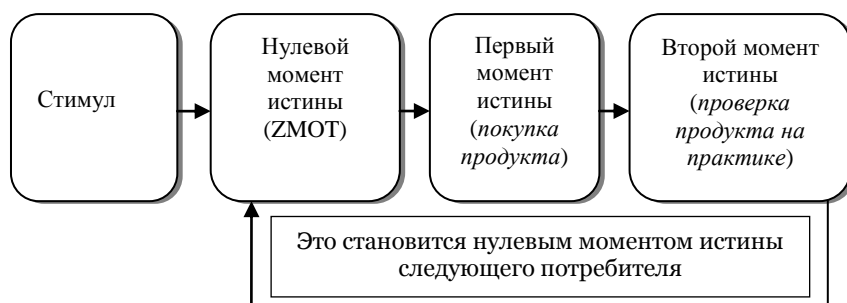 Стимул
Нулевой
момент
истины
(ZMOT)
Первый
момент
истины
(покупка
продукта)
Второй момент
истины
(проверка
продукта на
практике)
Это становится нулевым моментом истины
следующего потребителя